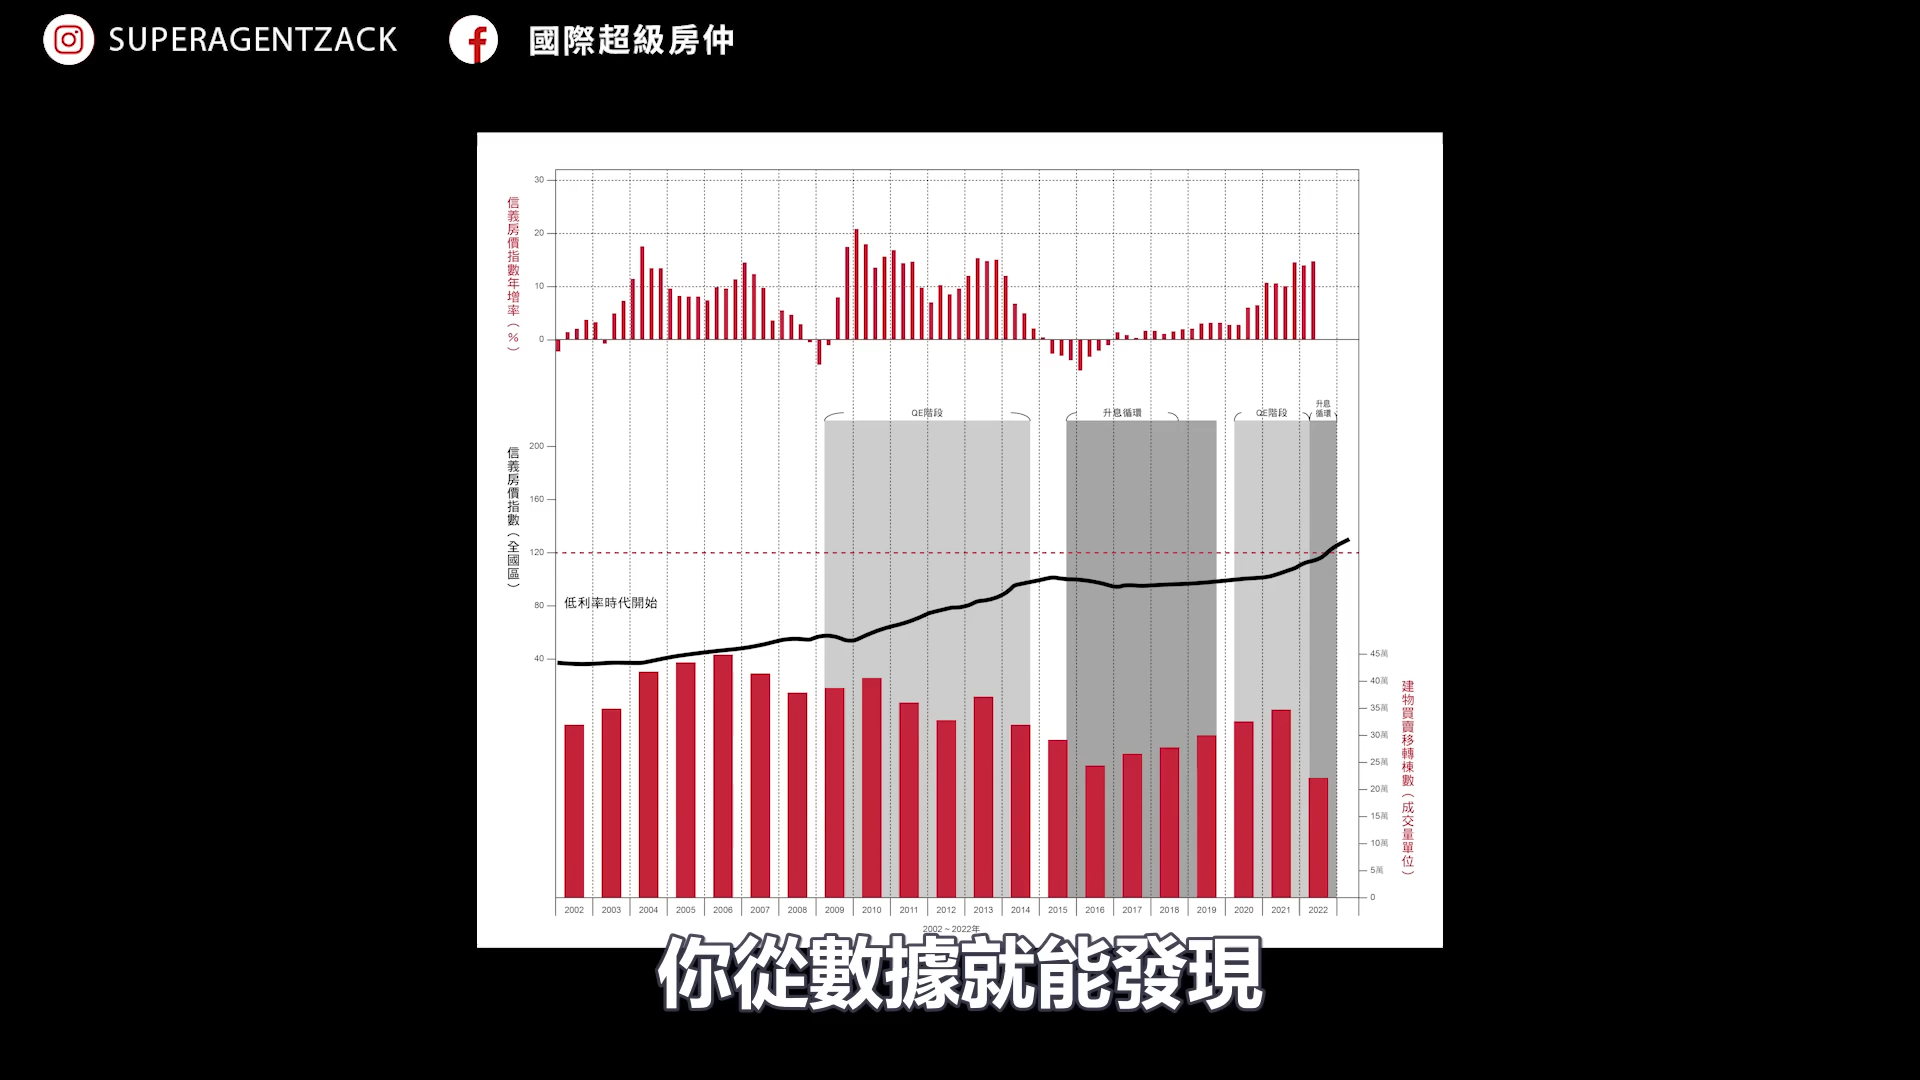 SUPERAGENTZACK
國際超級房仲
信義房價指數年增率（%）
30
20
10
0
QE階段
升息循環
QE階段
升息
循環
信義房價指數（全國區）
200
160
120
80
40
低利率時代開始
45萬
40萬
35萬
30萬
25萬
20萬
15萬
10萬
5萬
0
建物買賣移轉棟數（成交量單位）
2002 2003 2004 2005 2006 2007 2008 2009 2010 2011 2012 2013 2014 2015 2016 2017 2018 2019 2020 2021 2022
2002 ~ 2022年
你從數據就能發現